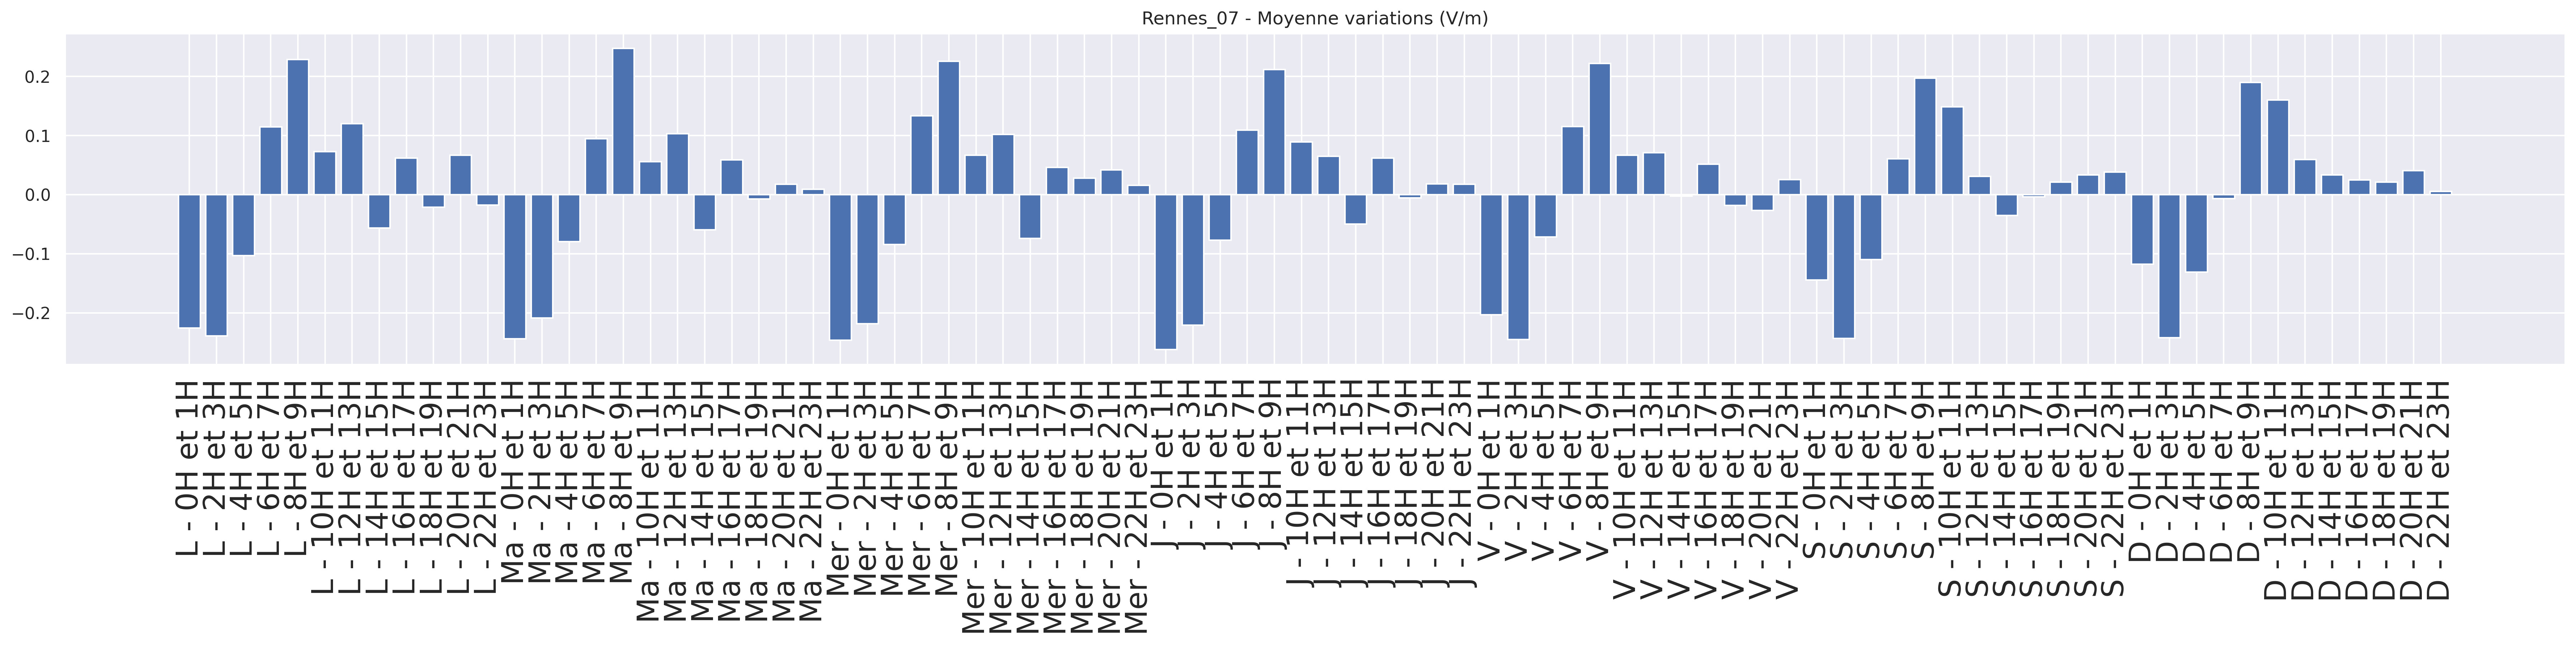 Rennes_07 - Moyenne variations (V/m)
0.2
0.1
0.0
−0.1
−0.2
L - 0H et 1H
L - 2H et 3H
L - 4H et 5H
L - 6H et 7H
L - 8H et 9H
L - 10H et 11H
L - 12H et 13H
L - 14H et 15H
L - 16H et 17H
L - 18H et 19H
L - 20H et 21H
L - 22H et 23H
Ma - 0H et 1H
Ma - 2H et 3H
Ma - 4H et 5H
Ma - 6H et 7H
Ma - 8H et 9H
Ma - 10H et 11H
Ma - 12H et 13H
Ma - 14H et 15H
Ma - 16H et 17H
Ma - 18H et 19H
Ma - 20H et 21H
Ma - 22H et 23H
Mer - 0H et 1H
Mer - 2H et 3H
Mer - 4H et 5H
Mer - 6H et 7H
Mer - 8H et 9H
Mer - 10H et 11H
Mer - 12H et 13H
Mer - 14H et 15H
Mer - 16H et 17H
Mer - 18H et 19H
Mer - 20H et 21H
Mer - 22H et 23H
J - 0H et 1H
J - 2H et 3H
J - 4H et 5H
J - 6H et 7H
J - 8H et 9H
J - 10H et 11H
J - 12H et 13H
J - 14H et 15H
J - 16H et 17H
J - 18H et 19H
J - 20H et 21H
J - 22H et 23H
V - 0H et 1H
V - 2H et 3H
V - 4H et 5H
V - 6H et 7H
V - 8H et 9H
V - 10H et 11H
V - 12H et 13H
V - 14H et 15H
V - 16H et 17H
V - 18H et 19H
V - 20H et 21H
V - 22H et 23H
S - 0H et 1H
S - 2H et 3H
S - 4H et 5H
S - 6H et 7H
S - 8H et 9H
S - 10H et 11H
S - 12H et 13H
S - 14H et 15H
S - 16H et 17H
S - 18H et 19H
S - 20H et 21H
S - 22H et 23H
D - 0H et 1H
D - 2H et 3H
D - 4H et 5H
D - 6H et 7H
D - 8H et 9H
D - 10H et 11H
D - 12H et 13H
D - 14H et 15H
D - 16H et 17H
D - 18H et 19H
D - 20H et 21H
D - 22H et 23H